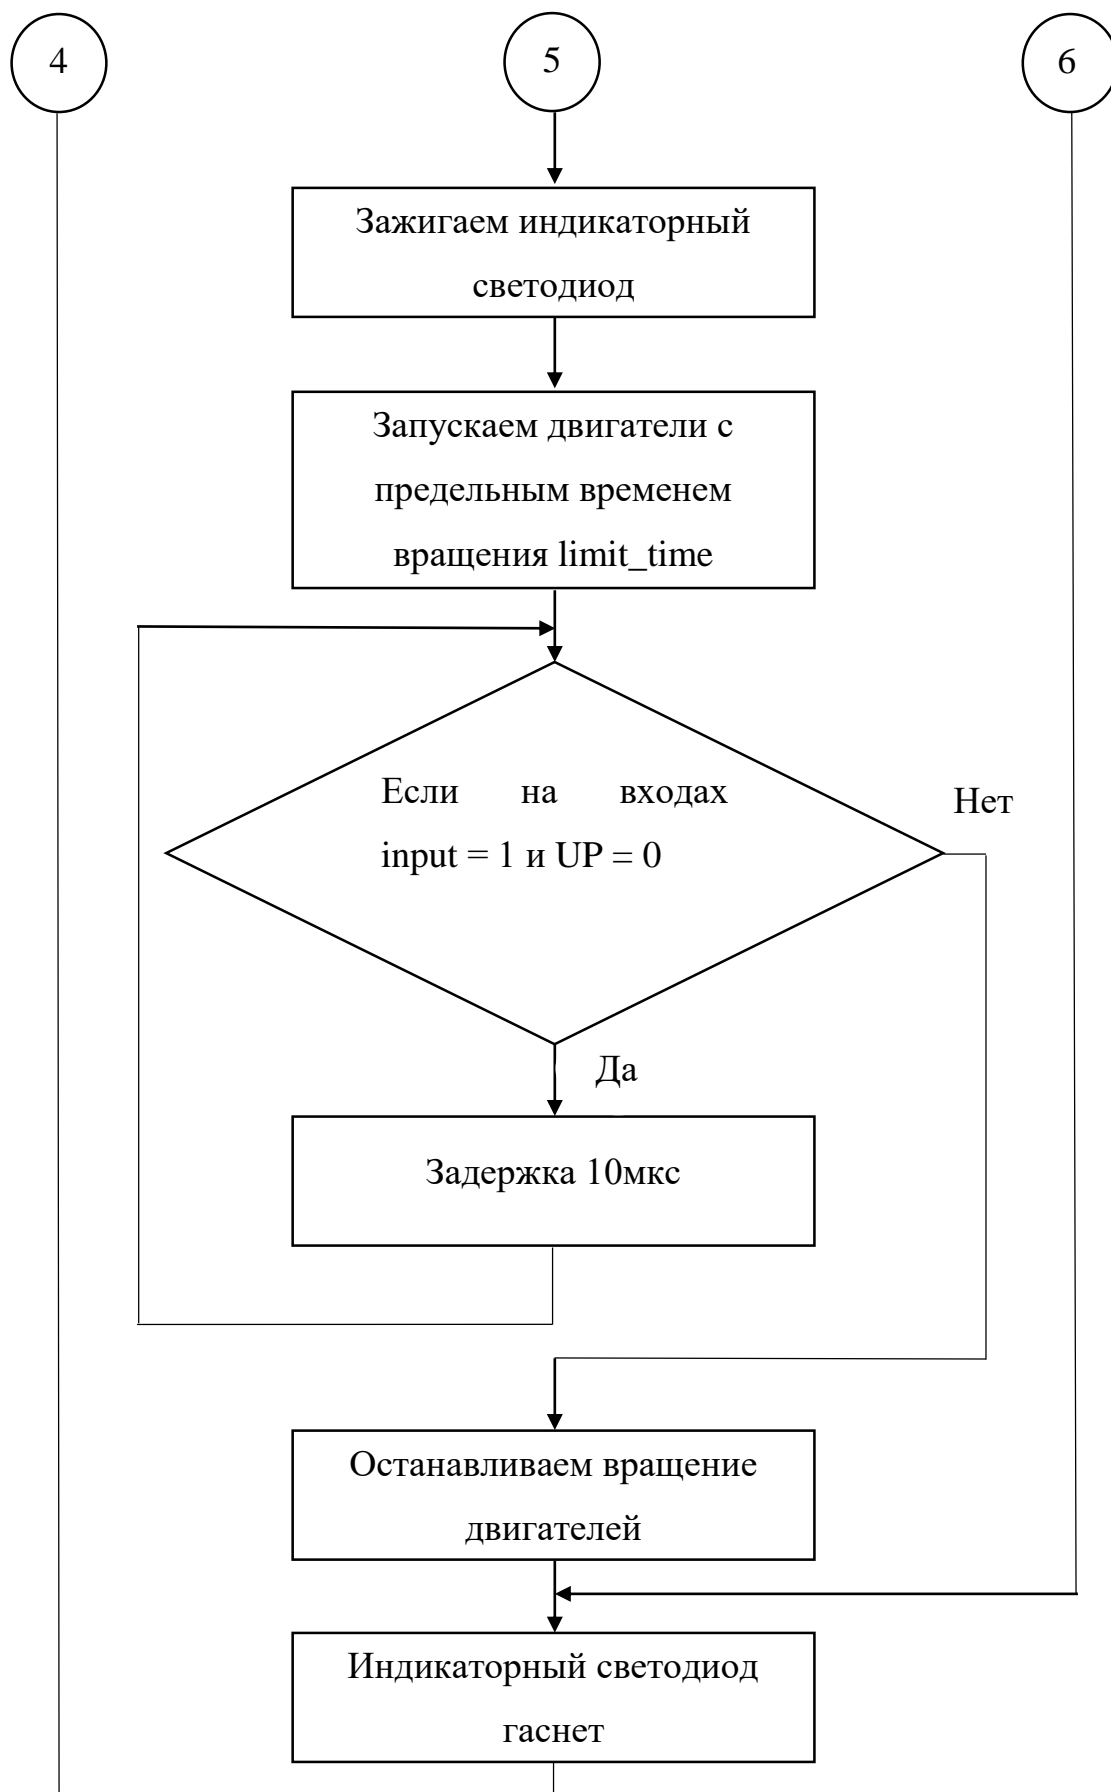 4
5
6
Зажигаем индикаторный
светодиод
Запускаем двигатели с
предельным временем
вращения limit_time
Если на входах
input = 1 и UP = 0
Нет
Да
Задержка 10мкс
Останавливаем вращение
двигателей
Индикаторный светодиод
гаснет